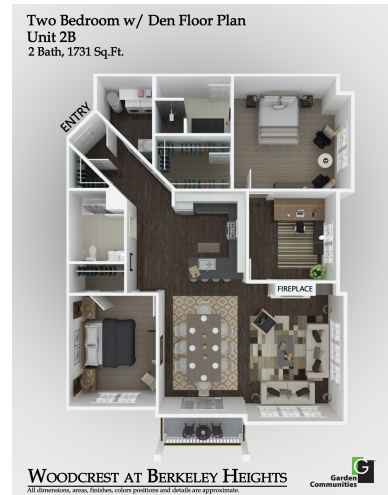 Two Bedroom w/ Den Floor Plan
Unit 2B
2 Bath, 1731 Sq.Ft.
ENTRY
FIREPLACE
WOODCREST AT BERKELEY HEIGHTS
All dimensions, areas, finishes, colors positions and details are approximate.
G
Garden
Communities